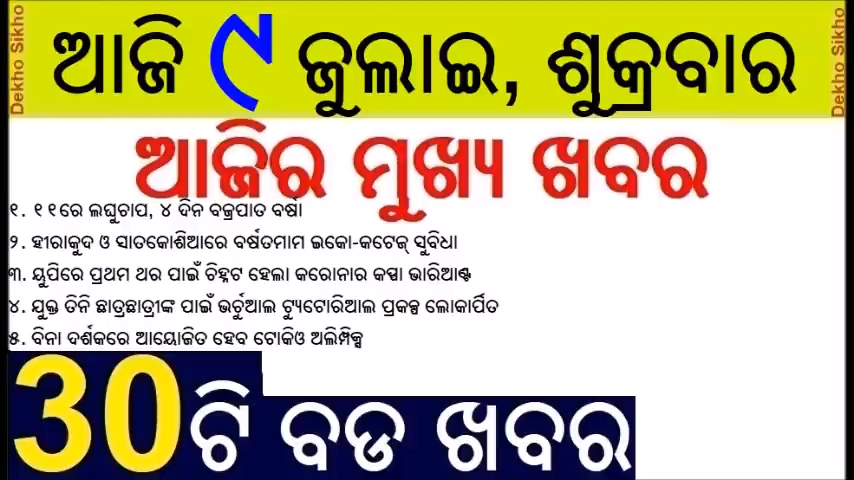 Dekho Sikho
ଆଜି ୯ ଜୁଲାଇ, ଶୁକ୍ରବାର
Dekho Sikho
ଆଜିର ମୁଖ୍ୟ ଖବର
୧. ୧୧ରେ ଲଘୁଚାପ, ୪ ଦିନ ବଜ୍ରପାତ ବର୍ଷା
୨. ହୀରାକୁଦ ଓ ସାତକୋଶିଆରେ ବର୍ଷତମାମ ଇକୋ-କଟେଜ୍ ସୁବିଧା
୩. ୟୁପିରେ ପ୍ରଥମ ଥର ପାଇଁ ଚିହ୍ନଟ ହେଲା କରୋନାର କପ୍ପା ଭାରିଆଣ୍ଟ
୪. ଯୁକ୍ତ ତିନି ଛାତ୍ରଛାତ୍ରୀଙ୍କ ପାଇଁ ଭର୍ଚୁଆଲ ଟ୍ୟୁଟୋରିଆଲ ପ୍ରକଳ୍ପ ଲୋକାର୍ପିତ
୫. ବିନା ଦର୍ଶକରେ ଆୟୋଜିତ ହେବ ଟୋକିଓ ଅଲିମ୍ପିକ୍ସ
30ଟି ବଡ ଖବର